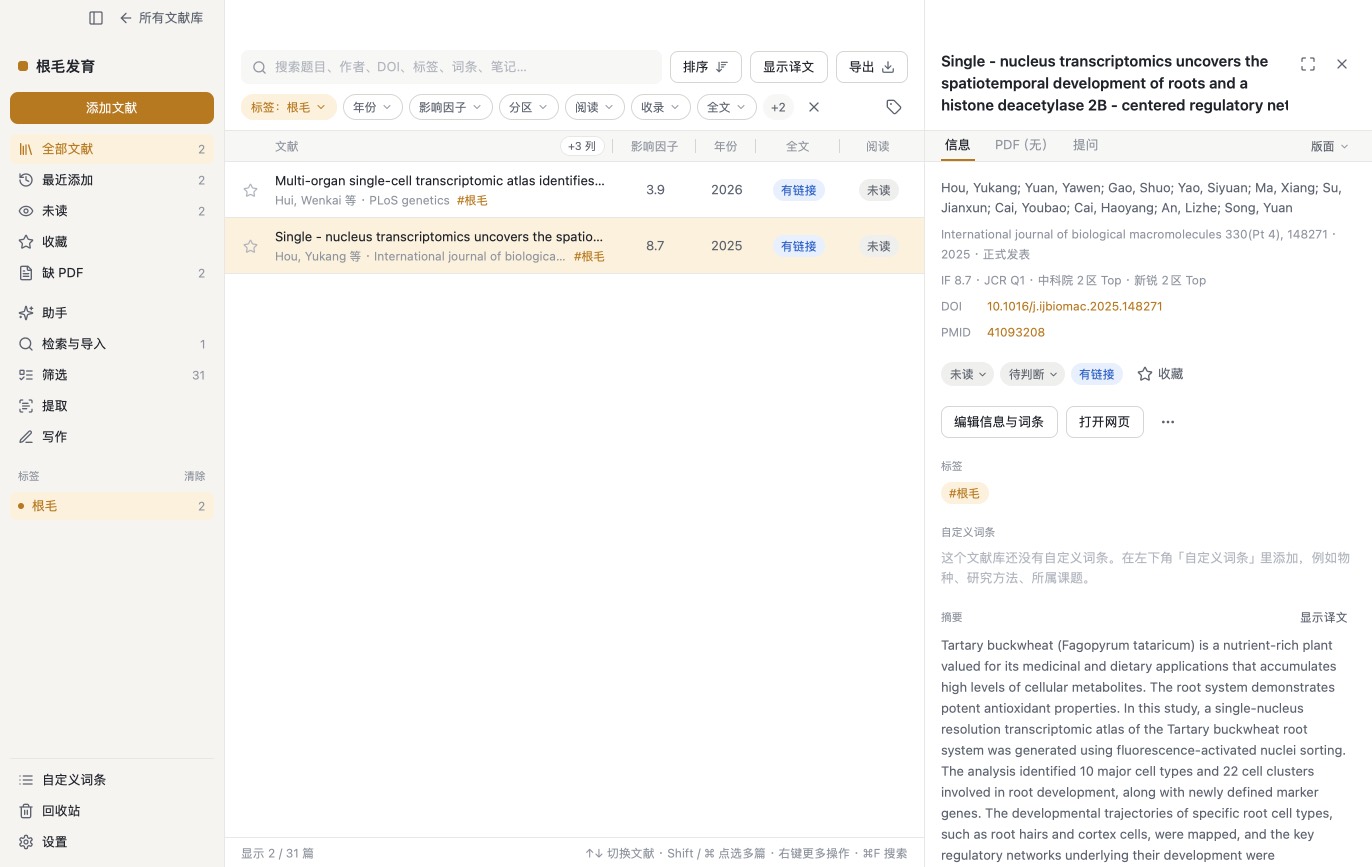 所有文献库
根毛发育
添加文献
全部文献 2
最近添加 2
未读 2
收藏
缺 PDF 2
助手
检索与导入 1
筛选 31
提取
写作
标签 清除
根毛 2
自定义词条
回收站
设置
搜索题目、作者、DOI、标签、词条、笔记...
排序 显示译文 导出
标签：根毛 年份 影响因子 分区 阅读 收录 全文 +2
文献 +3 列 影响因子 年份 全文 阅读
Multi-organ single-cell transcriptomic atlas identifies... 3.9 2026 有链接 未读
Hui, Wenkai 等 · PLoS genetics #根毛
Single - nucleus transcriptomics uncovers the spatio... 8.7 2025 有链接 未读
Hou, Yukang 等 · International journal of biologica... #根毛
显示 2 / 31 篇 ↑↓ 切换文献 · Shift / ⌘ 点选多篇 · 右键更多操作 · ⌘F 搜索
Single - nucleus transcriptomics uncovers the
spatiotemporal development of roots and a
histone deacetylase 2B - centered regulatory net
信息 PDF (无) 提问 版面
Hou, Yukang; Yuan, Yawen; Gao, Shuo; Yao, Siyuan; Ma, Xiang; Su,
Jianxun; Cai, Youbao; Cai, Haoyang; An, Lizhe; Song, Yuan
International journal of biological macromolecules 330(Pt 4), 148271 ·
2025 · 正式发表
IF 8.7 · JCR Q1 · 中科院 2区 Top · 新锐 2区 Top
DOI 10.1016/j.ijbiomac.2025.148271
PMID 41093208
未读 待判断 有链接 收藏
编辑信息与词条 打开网页 ···
标签
#根毛
自定义词条
这个文献库还没有自定义词条。在左下角「自定义词条」里添加，例如物
种、研究方法、所属课题。
摘要 显示译文
Tartary buckwheat (Fagopyrum tataricum) is a nutrient-rich plant
valued for its medicinal and dietary applications that accumulates
high levels of cellular metabolites. The root system demonstrates
potent antioxidant properties. In this study, a single-nucleus
resolution transcriptomic atlas of the Tartary buckwheat root
system was generated using fluorescence-activated nuclei sorting.
The analysis identified 10 major cell types and 22 cell clusters
involved in root development, along with newly defined marker
genes. The developmental trajectories of specific root cell types,
such as root hairs and cortex cells, were mapped, and the key
regulatory networks underlying their development were